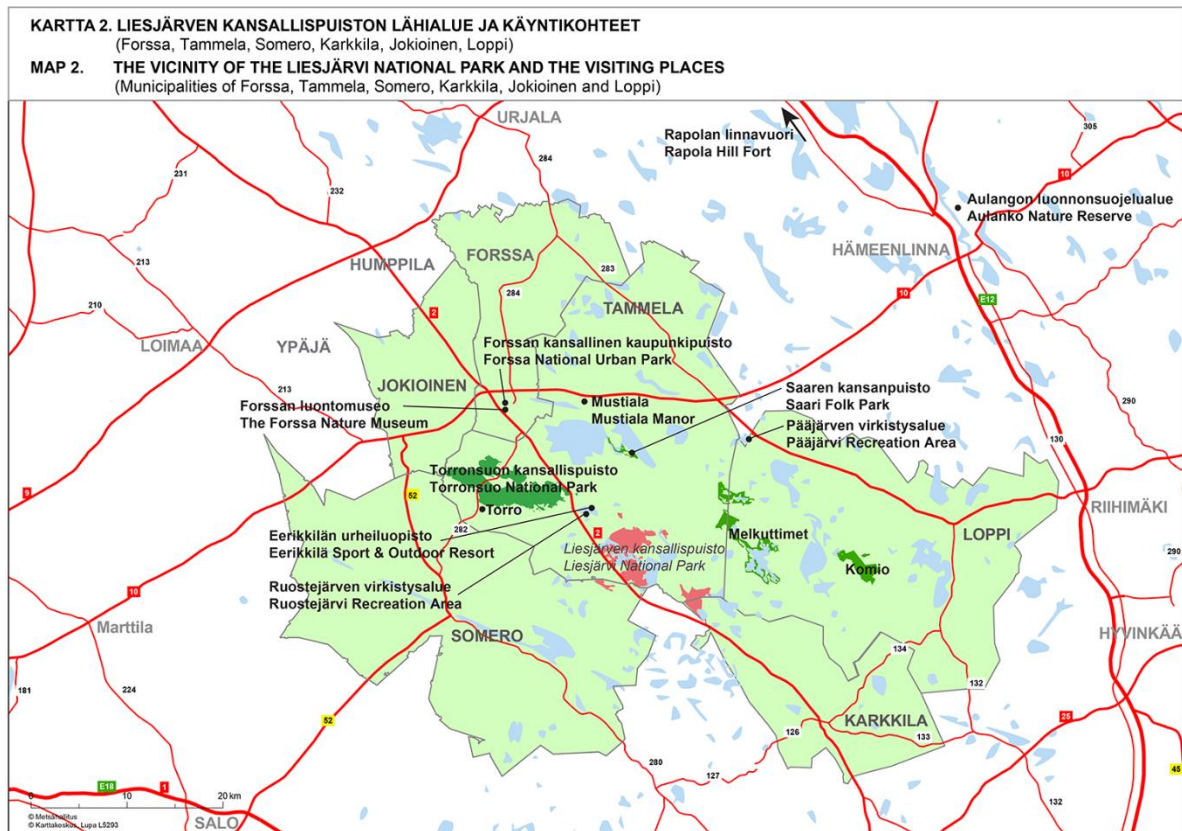 KARTTA 2. LIESJÄRVEN KANSALLISPUISTON LÄHIALUE JA KÄYNTIKOHTEET
(Forssa, Tammela, Somero, Karkkila, Jokioinen, Loppi)
MAP 2. THE VICINITY OF THE LIESJÄRVI NATIONAL PARK AND THE VISITING PLACES
(Municipalities of Forssa, Tammela, Somero, Karkkila, Jokioinen and Loppi)
URJALA
284
305
Rapolan linnavuori
Rapola Hill Fort
10
231
232
Aulangon luonnonsuojelualue
Aulanko Nature Reserve
HÄMEENLINNA
FORSSA
213
HUMPPILA
283
284
10
E12
210
2
TAMMELA
LOIMAA
YPÄJÄ
Forssan kansallinen kaupunkipuisto
Forssa National Urban Park
213
JOKIOINEN
Saaren kansanpuisto
Saari Folk Park
290
Forssan luontomuseo
The Forssa Nature Museum
Mustiala
Mustiala Manor
Pääjärven virkistysalue
Pääjärvi Recreation Area
130
Torronsuon kansallispuisto
Torronsuo National Park
9
52
Torro
RIIHIMÄKI
282
2
Eerikkilän urheiluopisto
Eerikkilä Sport & Outdoor Resort
Melkuttimet
LOPPI
Liesjärven kansallispuisto
Liesjärvi National Park
290
Komio
Ruostejärven virkistysalue
Ruostejärvi Recreation Area
10
Marttila
SOMERO
HYVINKÄÄ
134
132
181
224
52
KARKKILA
25
126
133
280
127
45
E18
1
132
0
10
20 km
© Metsähallitus
© Karttakeskus, Lupa L5293
SALO